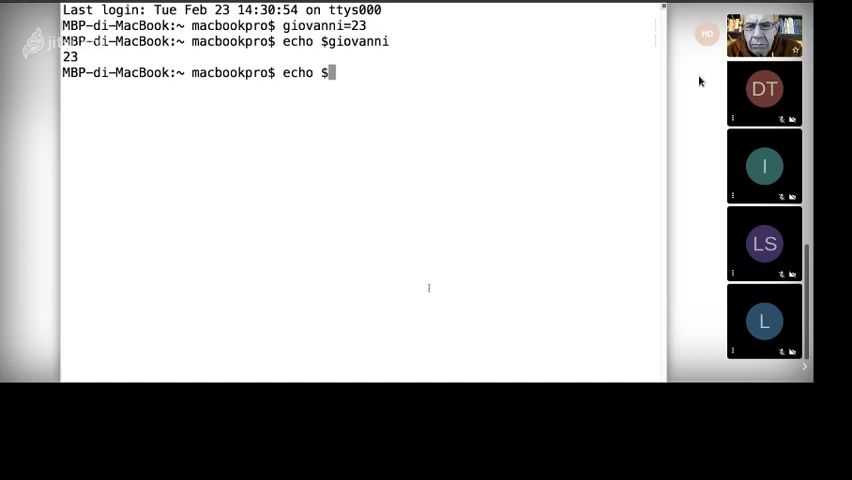 Last login: Tue Feb 23 14:30:54 on ttys000
MBP-di-MacBook:~ macbookpro$ giovanni=23
MBP-di-MacBook:~ macbookpro$ echo $giovanni
23
MBP-di-MacBook:~ macbookpro$ echo $
jit
HD
DT
I
LS
L